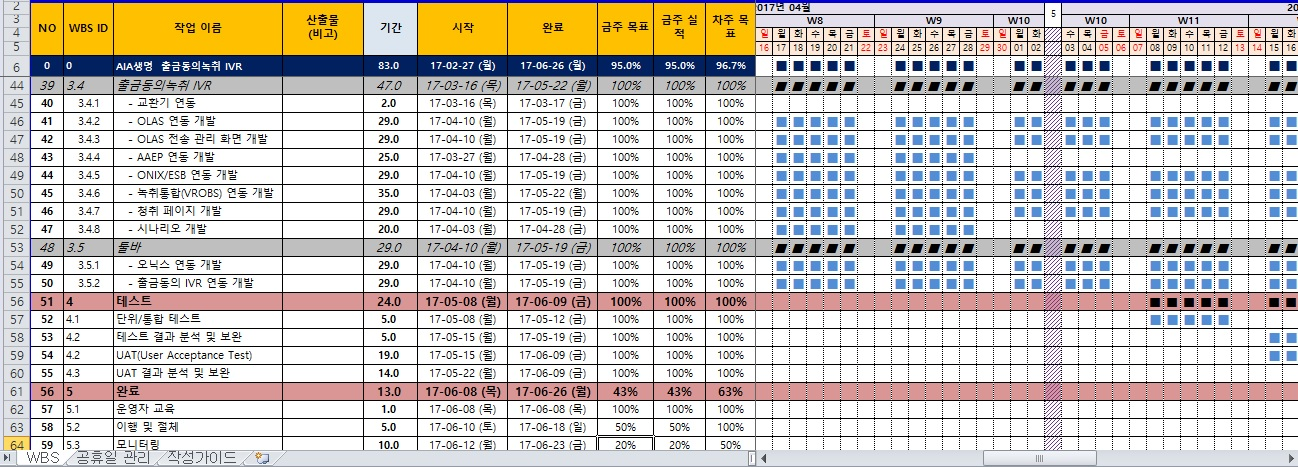 2017년 04월 5 20
NO WBS ID 작업 이름 산출물 (비고) 기간 시작 완료 금주 목표 금주 실적 차주 목표 W8 W9 W10 W10 W11
일 월 화 수 목 금 토 일 월 화 수 목 금 토 일 월 화 수 목 금 토 일 월 화 수 목 금 토 일 월 화
16 17 18 19 20 21 22 23 24 25 26 27 28 29 30 01 02 03 04 05 06 07 08 09 10 11 12 13 14 15 16
6 0 0 AIA생명 출금동의녹취 IVR 83.0 17-02-27 (월) 17-06-26 (월) 95.0% 95.0% 96.7%
44 39 3.4 출금동의녹취 IVR 47.0 17-03-16 (목) 17-05-22 (월) 100% 100% 100%
45 40 3.4.1 - 교환기 연동 2.0 17-03-16 (목) 17-03-17 (금) 100% 100% 100%
46 41 3.4.2 - OLAS 연동 개발 29.0 17-04-10 (월) 17-05-19 (금) 100% 100% 100%
47 42 3.4.3 - OLAS 전송 관리 화면 개발 29.0 17-04-10 (월) 17-05-19 (금) 100% 100% 100%
48 43 3.4.4 - AAEP 연동 개발 25.0 17-03-27 (월) 17-04-28 (금) 100% 100% 100%
49 44 3.4.5 - ONIX/ESB 연동 개발 29.0 17-04-10 (월) 17-05-19 (금) 100% 100% 100%
50 45 3.4.6 - 녹취통합(VROBS) 연동 개발 35.0 17-04-03 (월) 17-05-22 (월) 100% 100% 100%
51 46 3.4.7 - 청취 페이지 개발 29.0 17-04-10 (월) 17-05-19 (금) 100% 100% 100%
52 47 3.4.8 - 시나리오 개발 20.0 17-04-03 (월) 17-04-28 (금) 100% 100% 100%
53 48 3.5 툴바 29.0 17-04-10 (월) 17-05-19 (금) 100% 100% 100%
54 49 3.5.1 - 오닉스 연동 개발 29.0 17-04-10 (월) 17-05-19 (금) 100% 100% 100%
55 50 3.5.2 - 출금동의 IVR 연동 개발 29.0 17-04-10 (월) 17-05-19 (금) 100% 100% 100%
56 51 4 테스트 24.0 17-05-08 (월) 17-06-09 (금) 100% 100% 100%
57 52 4.1 단위/통합 테스트 5.0 17-05-08 (월) 17-05-12 (금) 100% 100% 100%
58 53 4.2 테스트 결과 분석 및 보완 5.0 17-05-15 (월) 17-05-19 (금) 100% 100% 100%
59 54 4.2 UAT(User Acceptance Test) 19.0 17-05-15 (월) 17-06-09 (금) 100% 100% 100%
60 55 4.3 UAT 결과 분석 및 보완 14.0 17-05-22 (월) 17-06-09 (금) 100% 100% 100%
61 56 5 완료 13.0 17-06-08 (목) 17-06-26 (월) 43% 43% 63%
62 57 5.1 운영자 교육 1.0 17-06-08 (목) 17-06-08 (목) 100% 100% 100%
63 58 5.2 이행 및 절체 5.0 17-06-10 (토) 17-06-18 (일) 50% 50% 100%
64 59 5.3 모니터링 10.0 17-06-12 (월) 17-06-23 (금) 20% 20% 50%
WBS 공휴일 관리 작성가이드